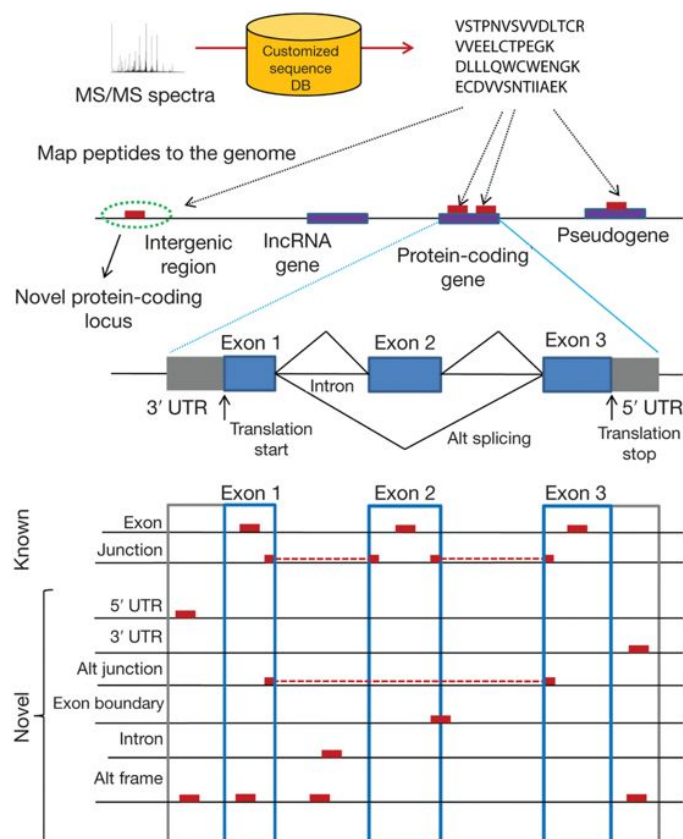 VSTPNVSVVDLTCR
VVEELCTPEGK
DLLLQWCWENGK
ECDVVSNTIIAEK
Customized
sequence
DB
MS/MS spectra
Map peptides to the genome
Intergenic
region
lncRNA
gene
Protein-coding
gene
Pseudogene
Novel protein-coding
locus
Exon 1
Exon 2
Exon 3
Intron
3′ UTR
5′ UTR
Translation
start
Alt splicing
Translation
stop
Exon 1
Exon 2
Exon 3
Known
Exon
Junction
Novel
5′ UTR
3′ UTR
Alt junction
Exon boundary
Intron
Alt frame